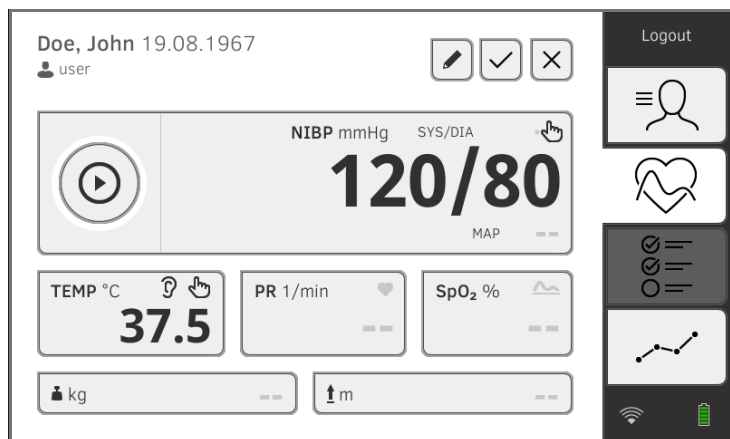 Doe, John 19.08.1967
Logout
user
NIBP mmHg SYS/DIA
120/80
MAP --
TEMP °C
37.5
PR 1/min
--
SpO₂ %
--
kg --
m --